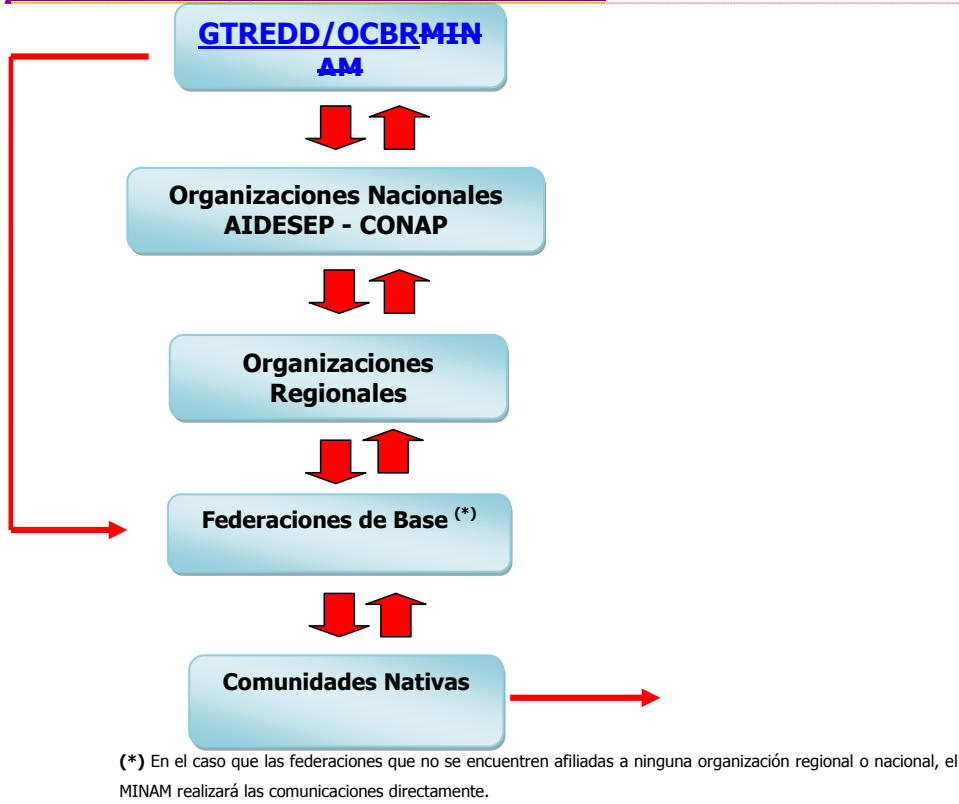 GTREDD/OCBRMIN
AM
Organizaciones Nacionales
AIDESEP - CONAP
Organizaciones
Regionales
Federaciones de Base (*)
Comunidades Nativas
(*) En el caso que las federaciones que no se encuentren afiliadas a ninguna organización regional o nacional, el
MINAM realizará las comunicaciones directamente.